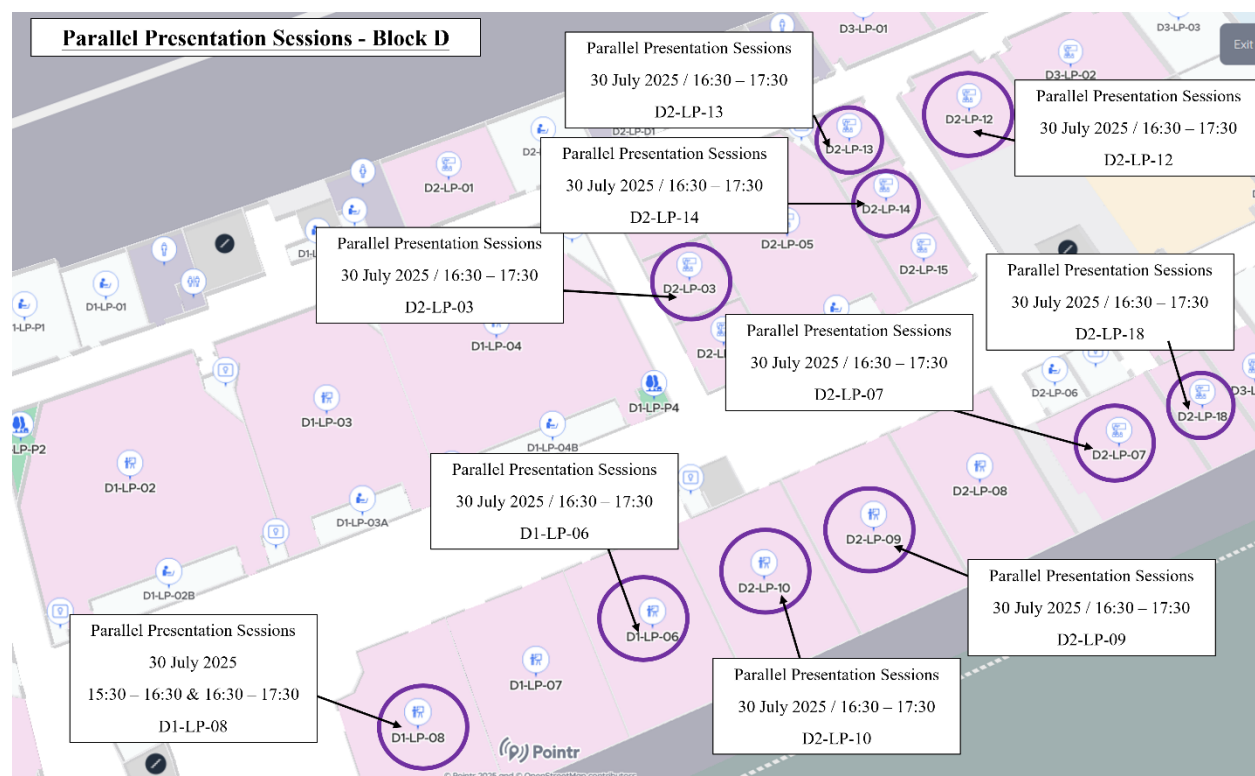 Parallel Presentation Sessions - Block D
Parallel Presentation Sessions
30 July 2025 / 16:30 – 17:30
D2-LP-13
Parallel Presentation Sessions
30 July 2025 / 16:30 – 17:30
D2-LP-12
Parallel Presentation Sessions
30 July 2025 / 16:30 – 17:30
D2-LP-14
Parallel Presentation Sessions
30 July 2025 / 16:30 – 17:30
D2-LP-03
Parallel Presentation Sessions
30 July 2025 / 16:30 – 17:30
D2-LP-18
Parallel Presentation Sessions
30 July 2025 / 16:30 – 17:30
D2-LP-07
Parallel Presentation Sessions
30 July 2025 / 16:30 – 17:30
D1-LP-06
Parallel Presentation Sessions
30 July 2025 / 16:30 – 17:30
D2-LP-09
Parallel Presentation Sessions
30 July 2025
15:30 – 16:30 & 16:30 – 17:30
D1-LP-08
Parallel Presentation Sessions
30 July 2025 / 16:30 – 17:30
D2-LP-10
D3-LP-01
D3-LP-03
Exit
D3-LP-02
D2-LP-12
D2-LP-D1
D2-LP-13
D2-LP-01
D2-LP-14
D2-LP-05
D2-LP-15
D2-LP-03
D1-LP-01
D1-LP-04
D1-LP-03
D1-LP-P4
D2-LP-06
D2-LP-18
D2-LP-07
D1-LP-04B
D1-LP-02
D2-LP-08
D1-LP-03A
D2-LP-09
D2-LP-10
D1-LP-02B
D1-LP-06
D1-LP-07
D1-LP-08
Pointr
© Pointr 2025 and © OpenStreetMap contributors